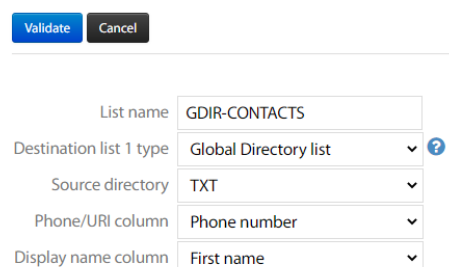 Validate Cancel
List name GDIR-CONTACTS
Destination list 1 type Global Directory list ?
Source directory TXT
Phone/URI column Phone number
Display name column First name